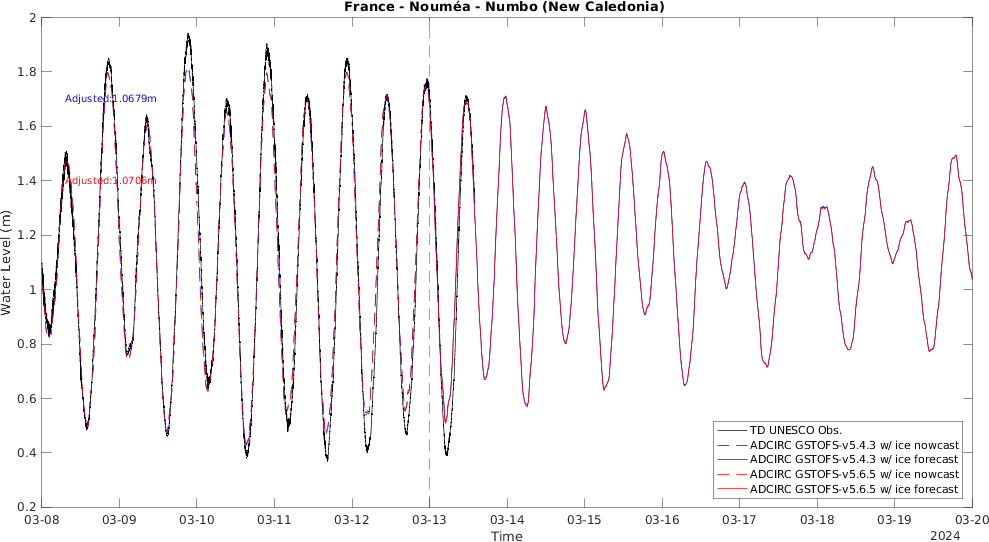 France - Nouméa - Numbo (New Caledonia)
2
1.8
1.6
1.4
1.2
1
0.8
0.6
0.4
0.2
Water Level (m)
Adjusted:1.0679m
Adjusted:1.0706m
TD UNESCO Obs.
ADCIRC GSTOFS-v5.4.3 w/ ice nowcast
ADCIRC GSTOFS-v5.4.3 w/ ice forecast
ADCIRC GSTOFS-v5.6.5 w/ ice nowcast
ADCIRC GSTOFS-v5.6.5 w/ ice forecast
03-08 03-09 03-10 03-11 03-12 03-13 03-14 03-15 03-16 03-17 03-18 03-19 03-20
Time
2024